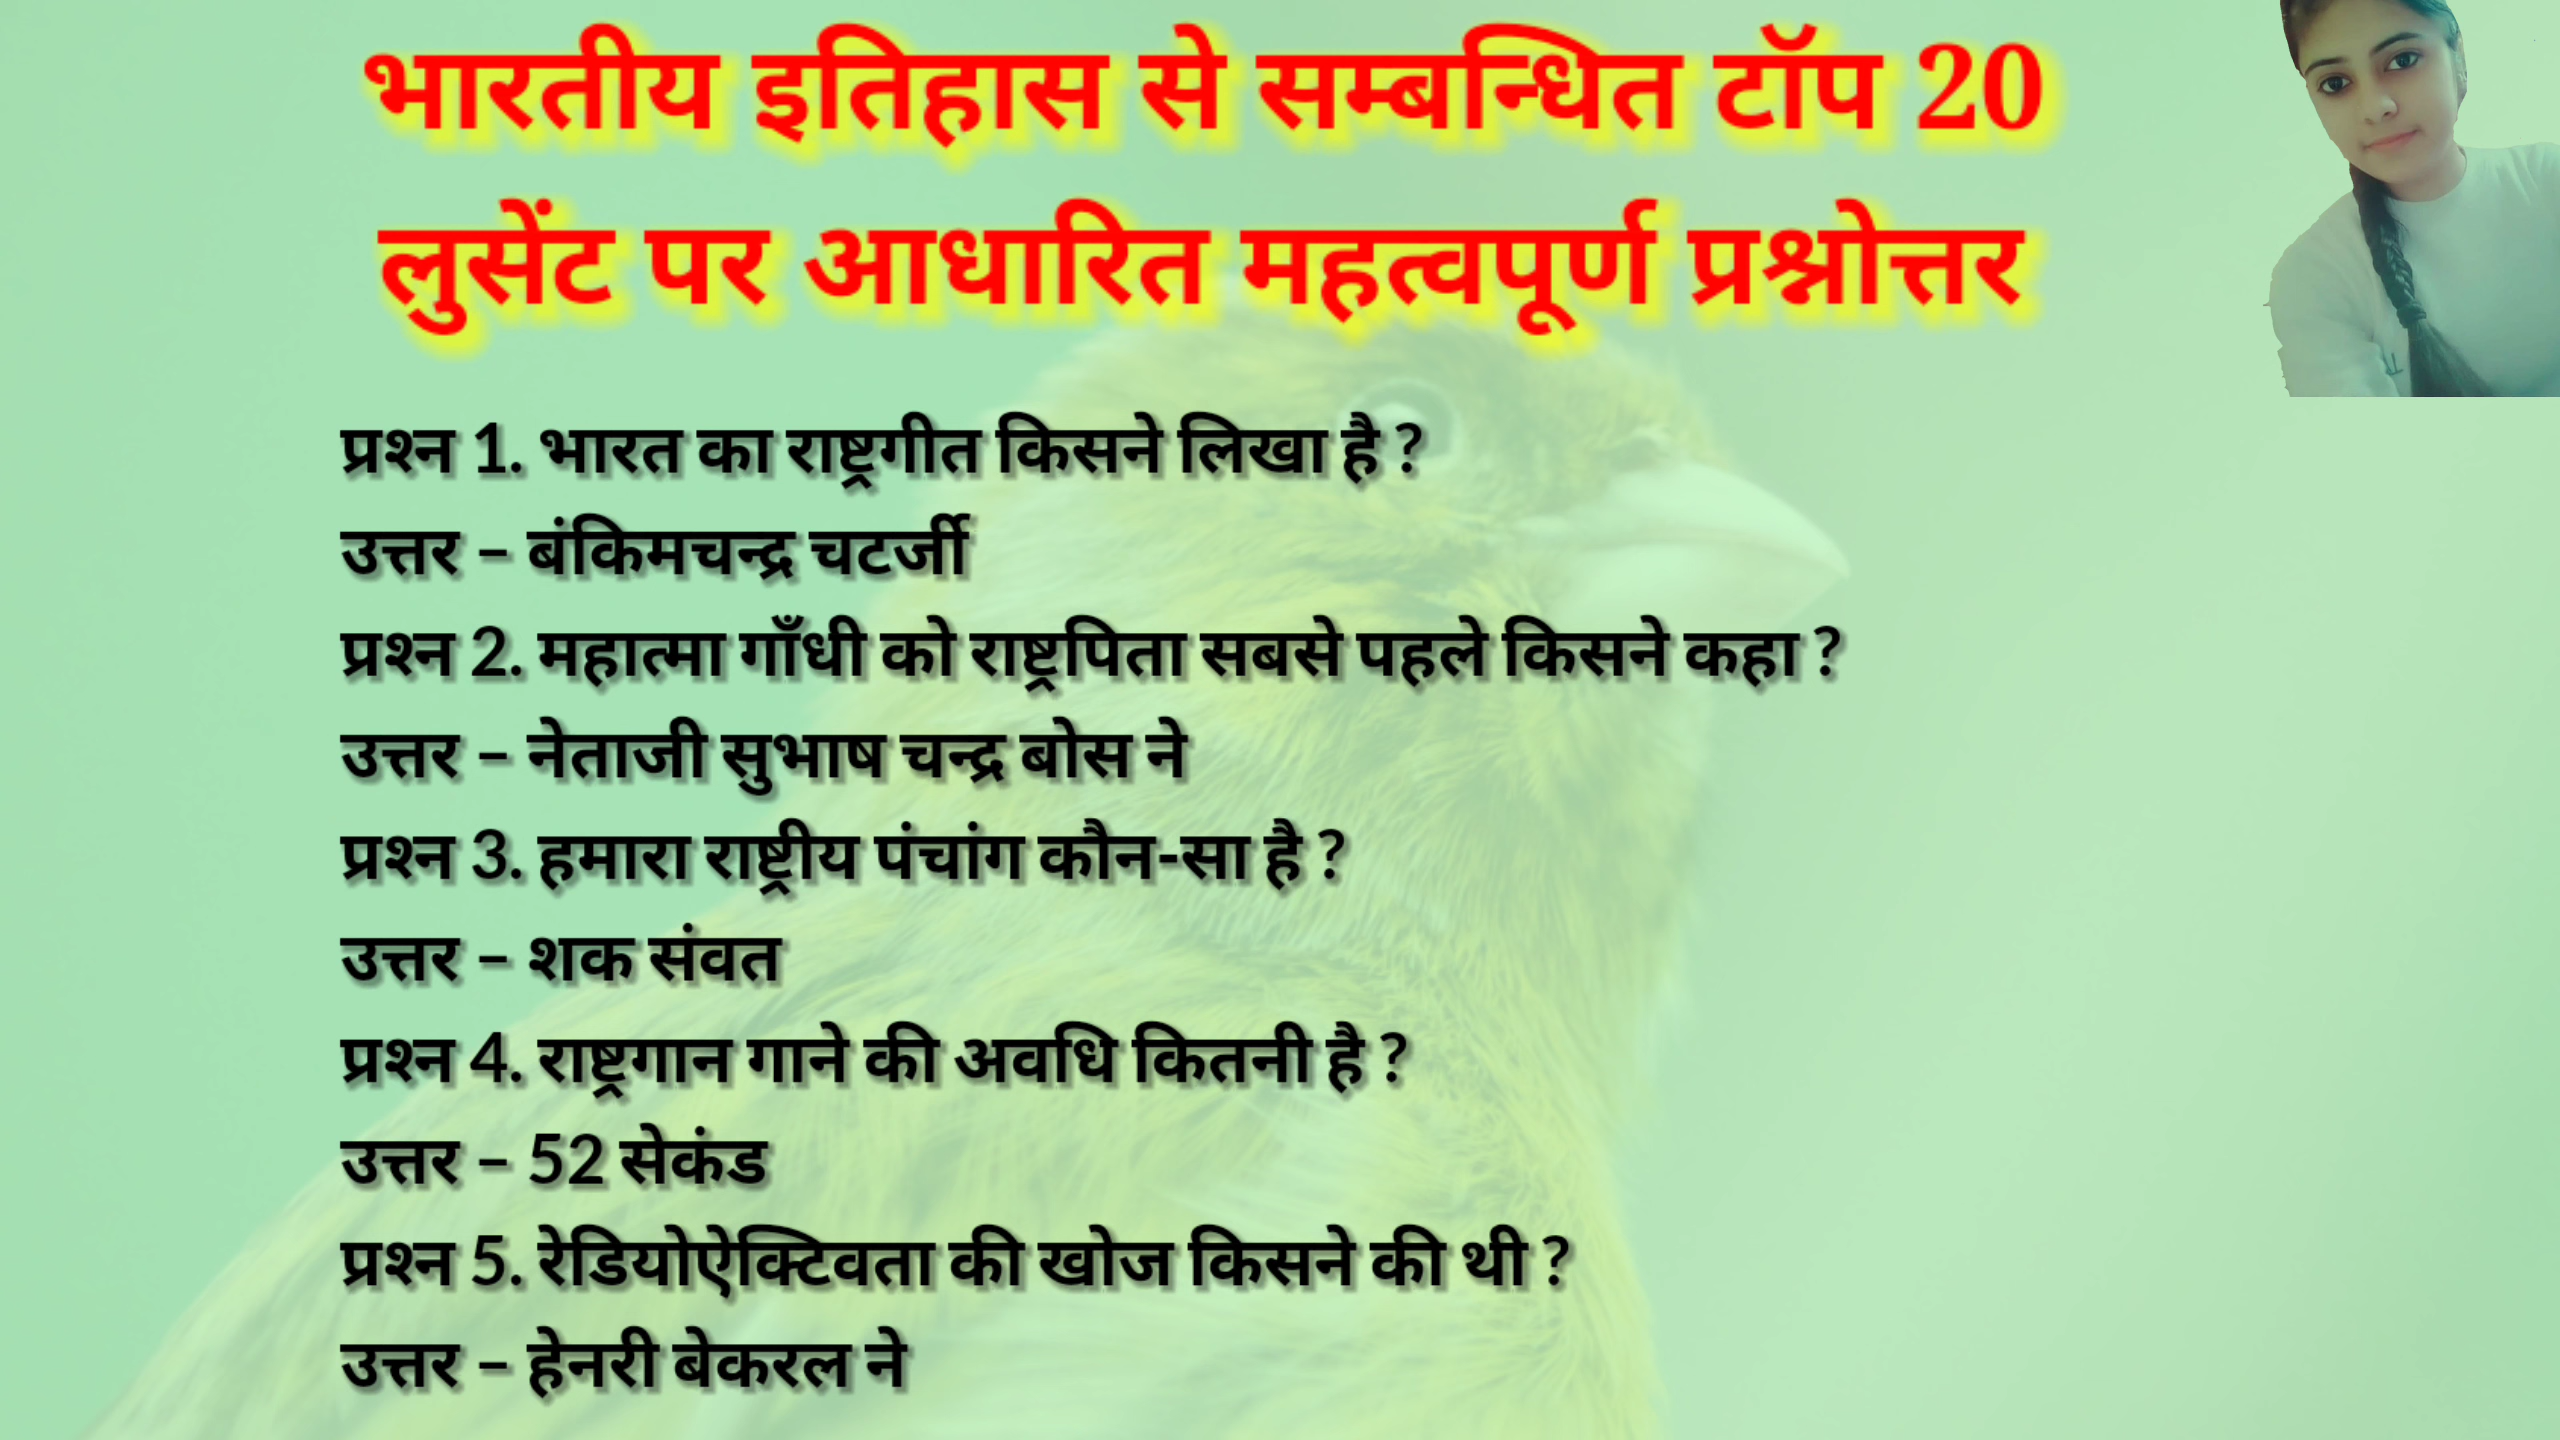 भारतीय इतिहास से सम्बन्धित टॉप 20
लुसेंट पर आधारित महत्वपूर्ण प्रश्नोत्तर
प्रश्न 1. भारत का राष्ट्रगीत किसने लिखा है ?
उत्तर – बंकिमचन्द्र चटर्जी
प्रश्न 2. महात्मा गाँधी को राष्ट्रपिता सबसे पहले किसने कहा ?
उत्तर – नेताजी सुभाष चन्द्र बोस ने
प्रश्न 3. हमारा राष्ट्रीय पंचांग कौन-सा है ?
उत्तर – शक संवत
प्रश्न 4. राष्ट्रगान गाने की अवधि कितनी है ?
उत्तर – 52 सेकंड
प्रश्न 5. रेडियोऐक्टिवता की खोज किसने की थी ?
उत्तर – हेनरी बेकरल ने